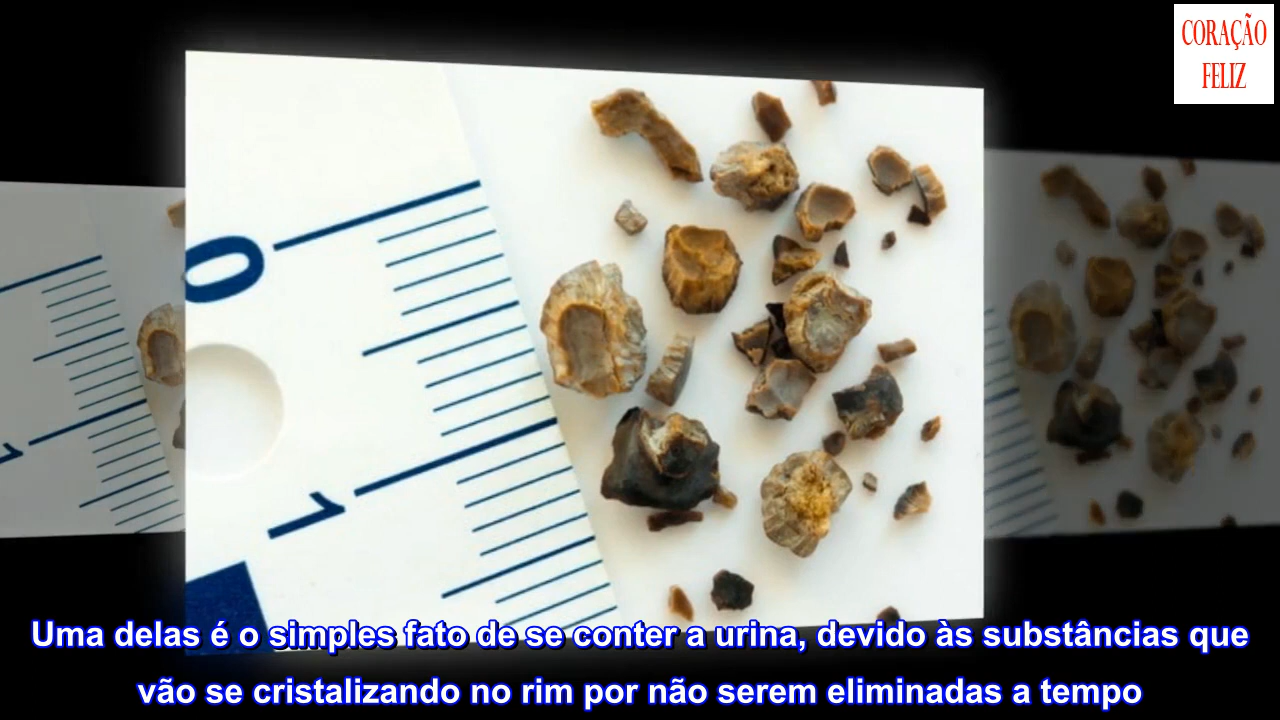 CORAÇÃO
FELIZ
0
1
1
Uma delas é o simples fato de se conter a urina, devido às substâncias que
vão se cristalizando no rim por não serem eliminadas a tempo